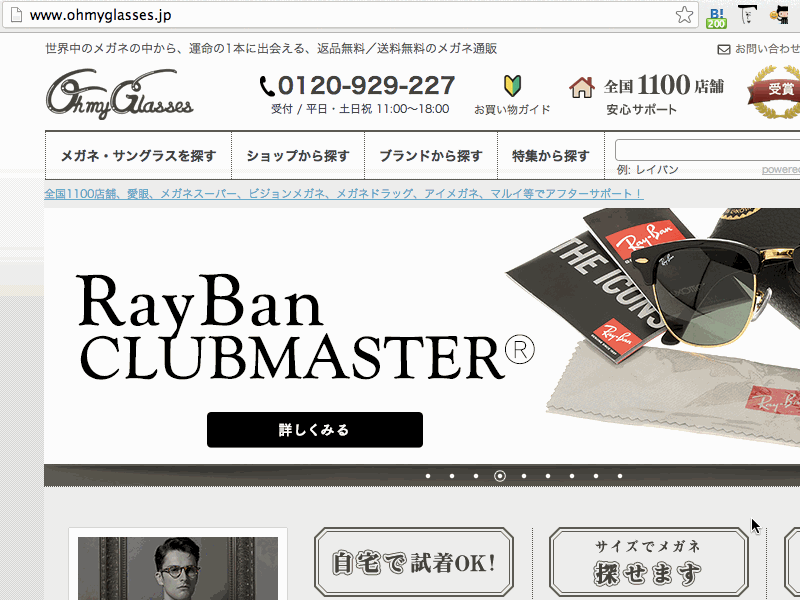 www.ohmyglasses.jp
B! 200
世界中のメガネの中から、運命の1本に出会える、返品無料／送料無料のメガネ通販
お問い合わせ
OhmyGlasses
0120-929-227
受付 / 平日・土日祝 11:00〜18:00
お買い物ガイド
全国1100店舗
安心サポート
受賞
メガネ・サングラスを探す
ショップから探す
ブランドから探す
特集から探す
例: レイバン
powered
全国1100店舗、愛眼、メガネスーパー、ビジョンメガネ、メガネドラッグ、アイメガネ、マルイ等でアフターサポート！
Ray-Ban
THE ICONS
Ray-Ban
Ray-Ban
RayBan
CLUBMASTER®
詳しくみる
自宅で試着OK!
サイズでメガネ
探せます